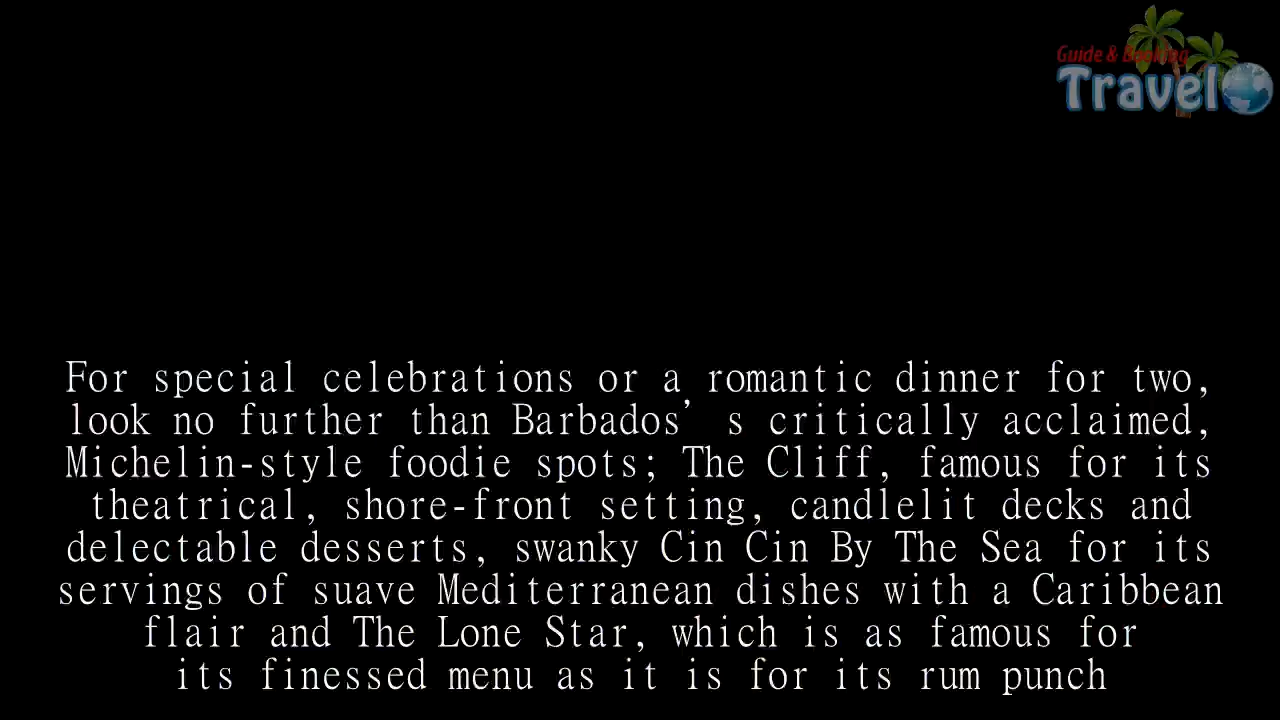 Guide & Booking
Travel
For special celebrations or a romantic dinner for two,
look no further than Barbados’s critically acclaimed,
Michelin-style foodie spots; The Cliff, famous for its
theatrical, shore-front setting, candlelit decks and
delectable desserts, swanky Cin Cin By The Sea for its
servings of suave Mediterranean dishes with a Caribbean
flair and The Lone Star, which is as famous for
its finessed menu as it is for its rum punch